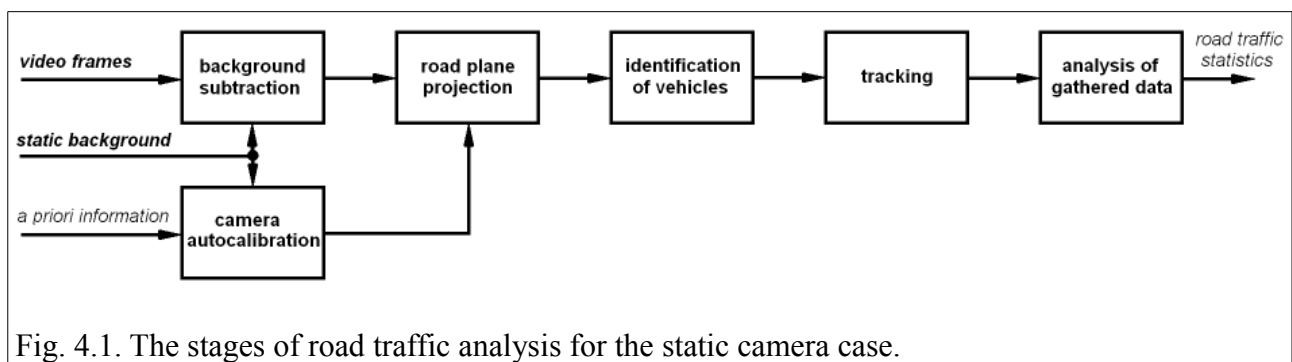 video frames
background
subtraction
road plane
projection
identification
of vehicles
tracking
analysis of
gathered data
road traffic
statistics
static background
a priori information
camera
autocalibration
Fig. 4.1. The stages of road traffic analysis for the static camera case.